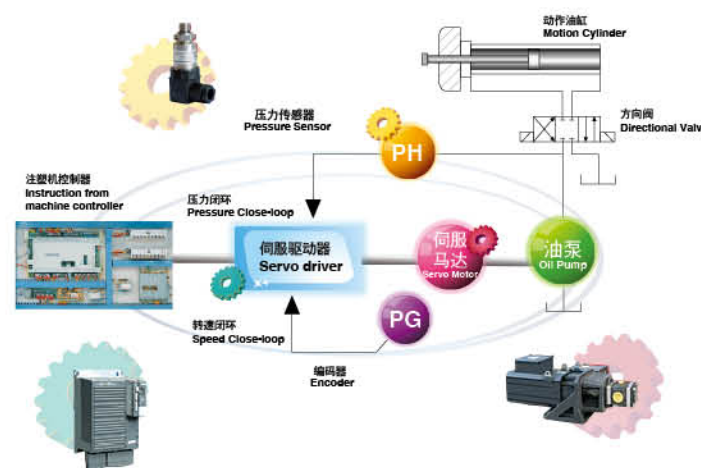 动作油缸
Motion Cylinder
方向阀
Directional Valve
压力传感器
Pressure Sensor
PH
注塑机控制器
Instruction from
machine controller
压力闭环
Pressure Close-loop
伺服驱动器
Servo driver
伺服
马达
Servo Motor
油泵
Oil Pump
PG
转速闭环
Speed Close-loop
编码器
Encoder